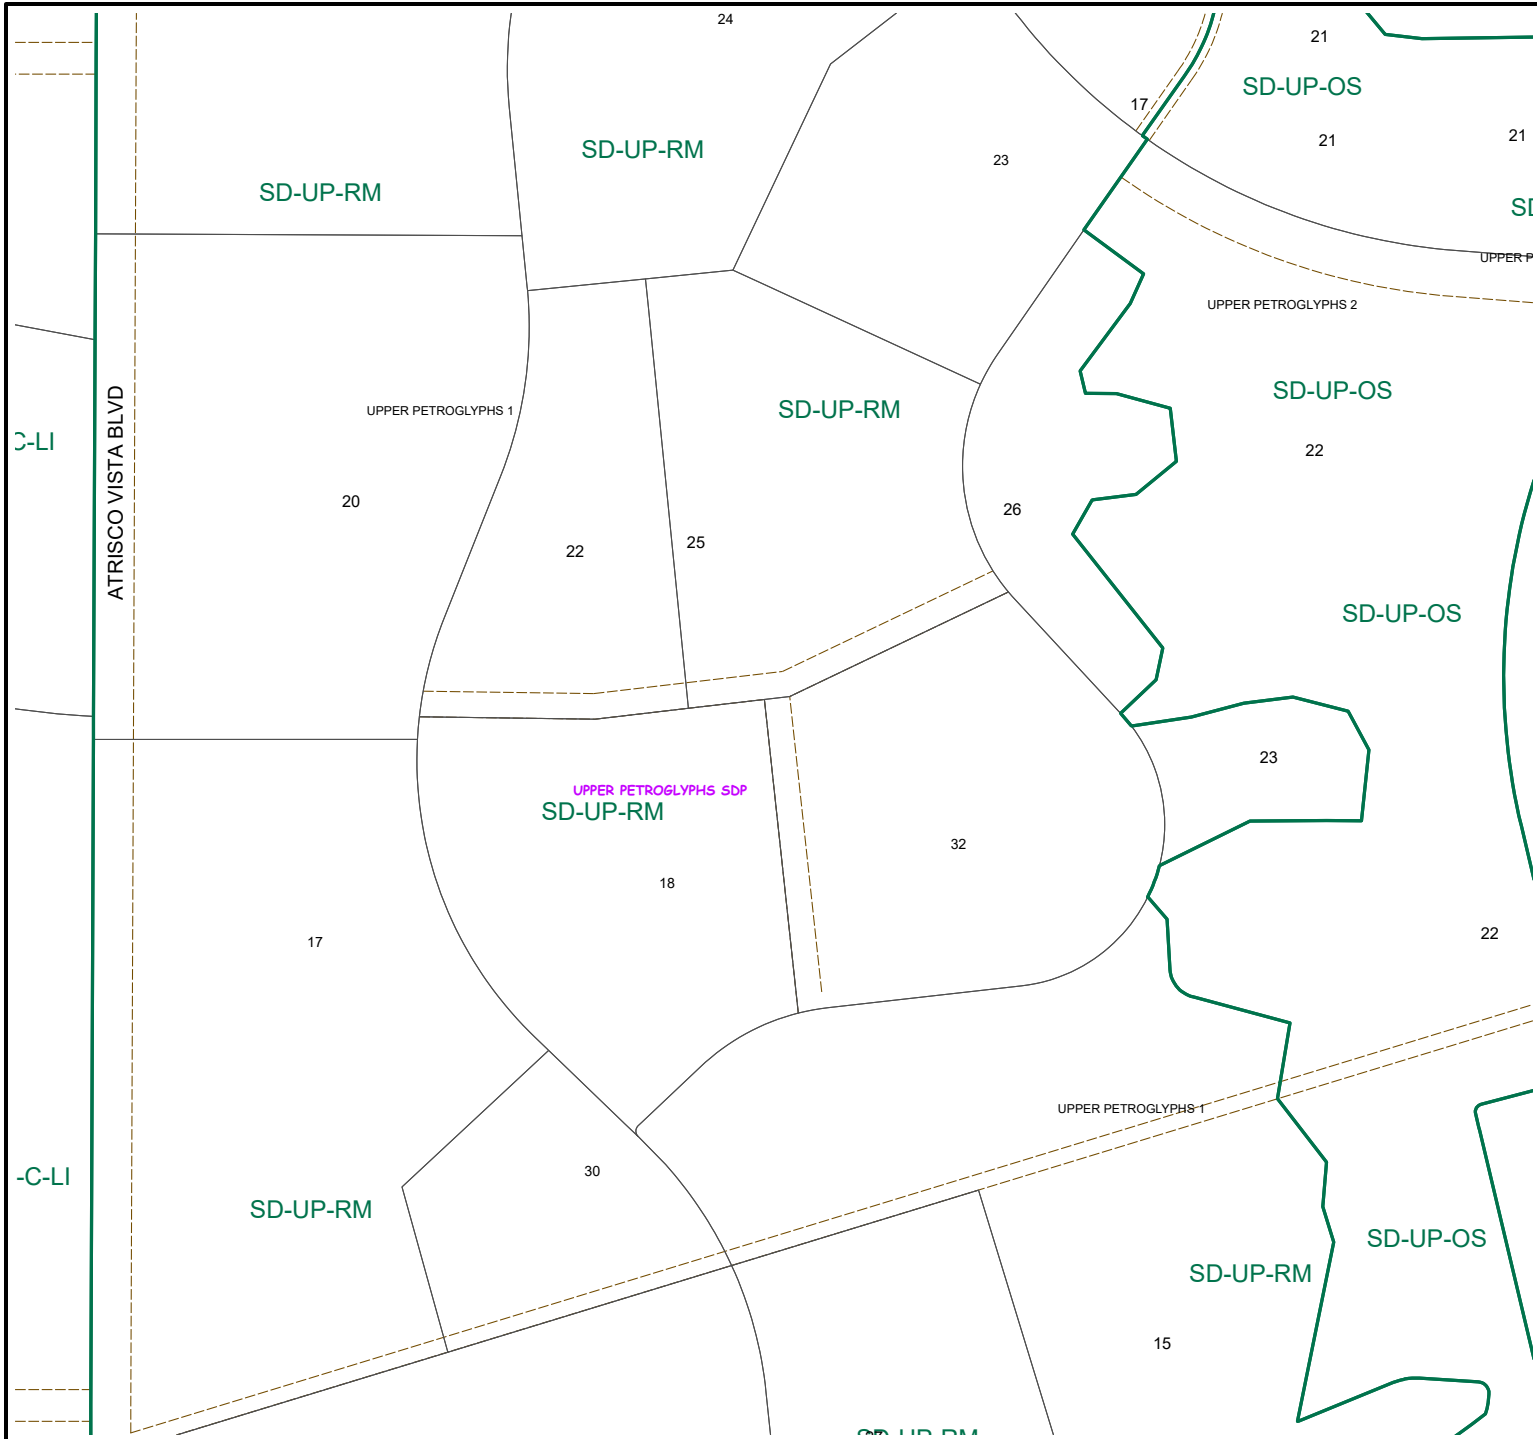 24
21
SD-UP-OS
17
21
21
SD-UP-RM
23
SD-UP-RM
UPPER PETROGLYPHS 2
SD-UP-OS
ATRISCO VISTA BLVD
UPPER PETROGLYPHS 1
SD-UP-RM
C-LI
22
20
26
25
22
SD-UP-OS
23
UPPER PETROGLYPHS SDP
SD-UP-RM
32
18
22
17
UPPER PETROGLYPHS 1
30
-C-LI
SD-UP-RM
SD-UP-OS
SD-UP-RM
15